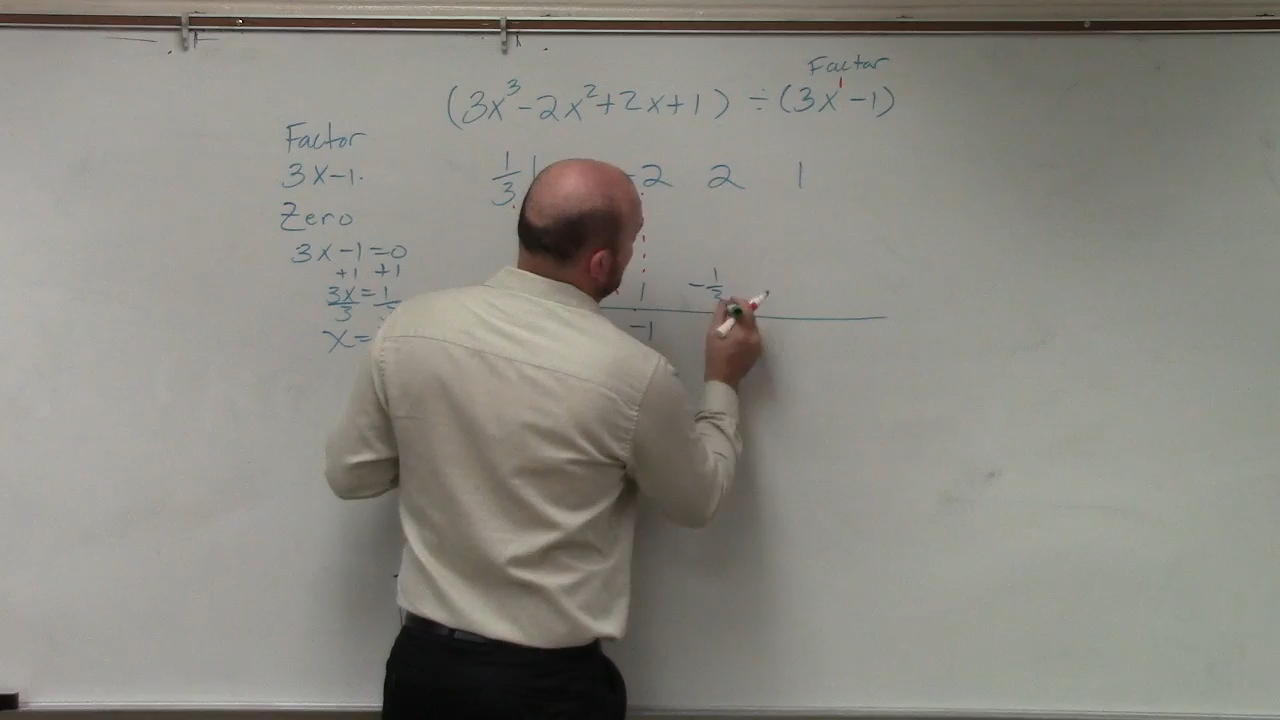 Factor
(3x³-2x²+2x+1) ÷ (3x¹-1)
Factor
3x-1
Zero
3x-1=0
+1 +1
3x/3=1/
x=
1/3 -2 2 1
1 -1/3
-1